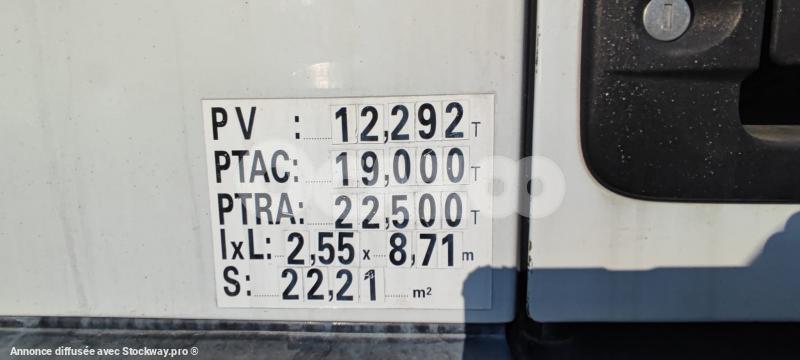 PV : 12,292 T
PTAC: 19,000 T
PTRA: 22,500 T
IxL: 2,55 x 8,71 m
S: 22,21 m²
Annonce diffusée avec Stockway.pro ®